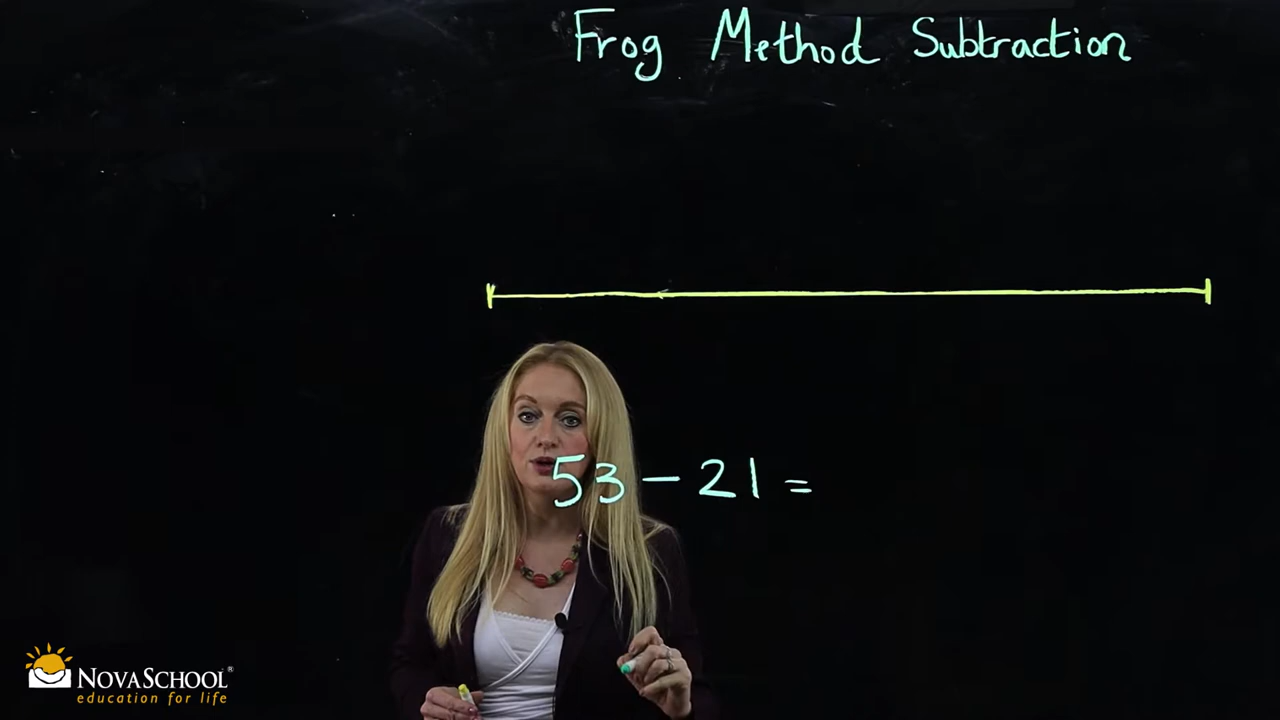 Frog Method Subtraction
53 - 21 =
NOVASCHOOL®
education for life